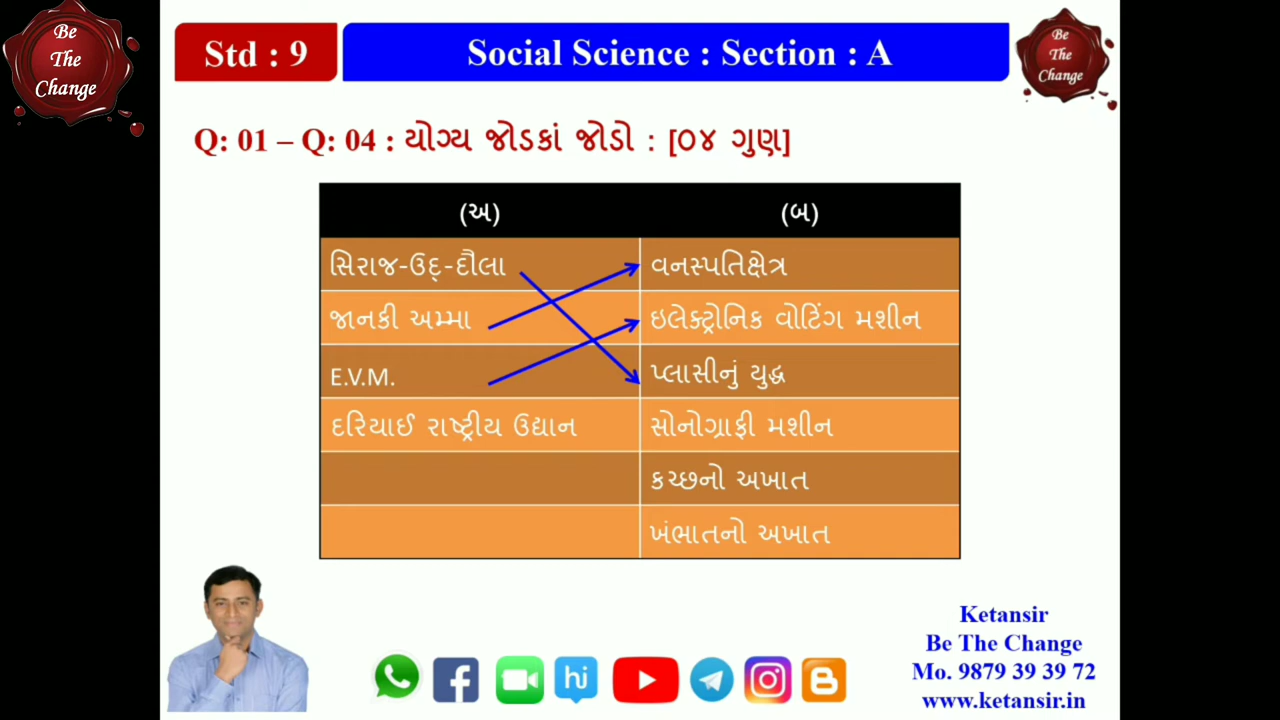 Be
The
Change
Std : 9
Social Science : Section : A
Be
The
Change
Q: 01 – Q: 04 : યોગ્ય જોડકાં જોડો : [૦૪ ગુણ]
(અ) (બ)
સિરાજ-ઉદ્-દૌલા વનસ્પતિક્ષેત્ર
જાનકી અમ્મા ઇલેક્ટ્રોનિક વોટિંગ મશીન
E.V.M. પ્લાસીનું યુદ્ધ
દરિયાઈ રાષ્ટ્રીય ઉદ્યાન સોનોગ્રાફી મશીન
કચ્છનો અખાત
ખંભાતનો અખાત
hi
Ketansir
Be The Change
Mo. 9879 39 39 72
www.ketansir.in